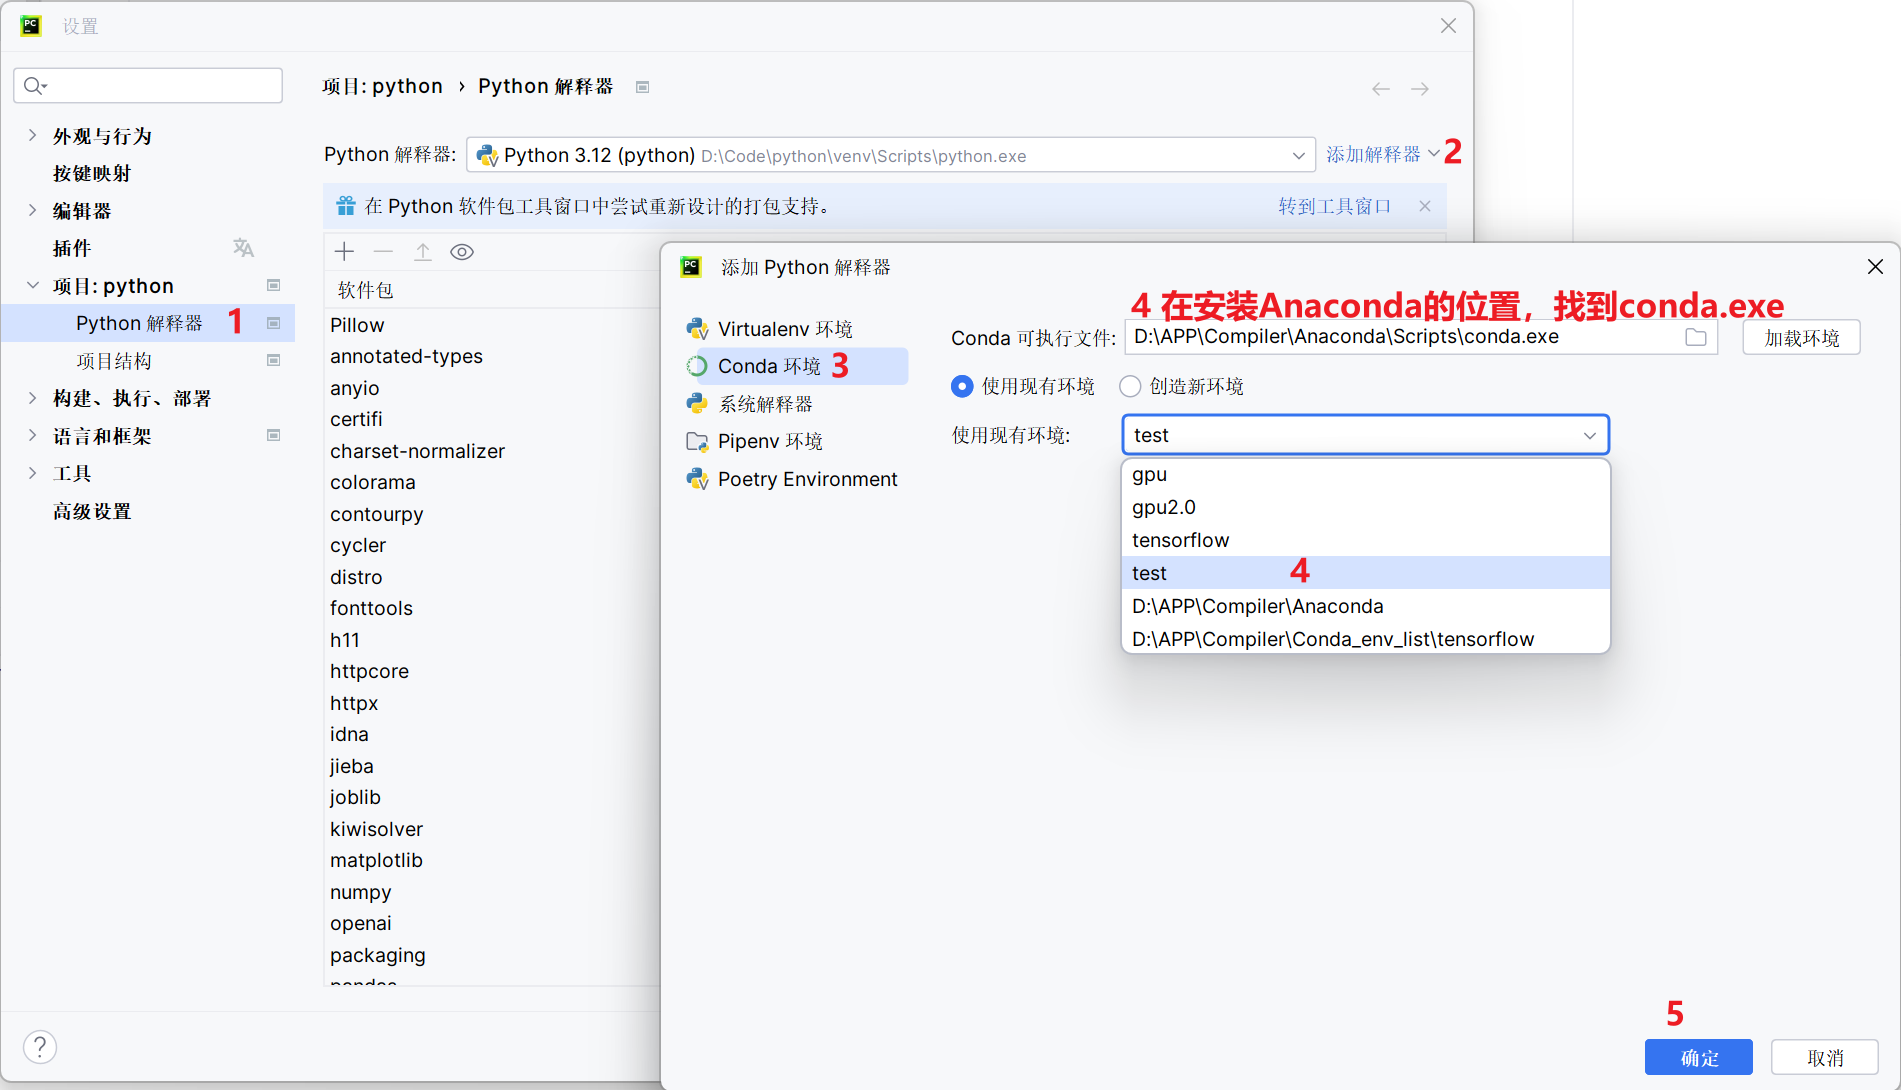 设置
项目: python › Python 解释器
Python 解释器: Python 3.12 (python) D:\Code\python\venv\Scripts\python.exe 添加解释器 2
在 Python 软件包工具窗口中尝试重新设计的打包支持。 转到工具窗口
外观与行为
按键映射
编辑器
插件
项目: python
Python 解释器 1
项目结构
构建、执行、部署
语言和框架
工具
高级设置
软件包
Pillow
annotated-types
anyio
certifi
charset-normalizer
colorama
contourpy
cycler
distro
fonttools
h11
httpcore
httpx
idna
jieba
joblib
kiwisolver
matplotlib
numpy
openai
packaging
pandas
添加 Python 解释器
Virtualenv 环境
Conda 环境 3
系统解释器
Pipenv 环境
Poetry Environment
4 在安装Anaconda的位置，找到conda.exe
Conda 可执行文件: D:\APP\Compiler\Anaconda\Scripts\conda.exe 加载环境
使用现有环境 创造新环境
使用现有环境: test
gpu
gpu2.0
tensorflow
test 4
D:\APP\Compiler\Anaconda
D:\APP\Compiler\Conda_env_list\tensorflow
5
确定 取消